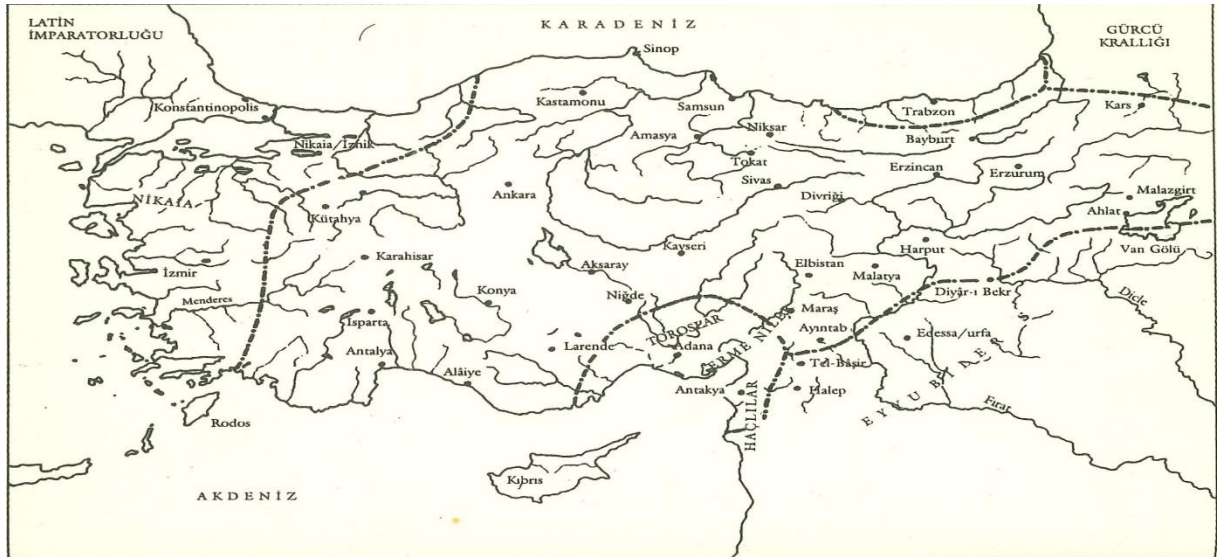 LATİN
İMPARATORLUĞU
KARADENİZ
GÜRCÜ
KRALLIĞI
Sinop
Konstantinopolis
Kastamonu
Samsun
Trabzon
Kars
Nikaia/İznik
Amasya
Niksar
Bayburt
Tokat
Erzincan
Erzurum
NİKAIA
Ankara
Sivas
Divriği
Malazgirt
Kütahya
Ahlat
Van Gölü
İzmir
Karahisar
Kayseri
Harput
Aksaray
Elbistan
Malatya
Menderes
Konya
Niğde
Diyâr-ı Bekr
Dicle
Isparta
TOROSLAR
Maraş
ERMENİLER
Ayıntab
Edessa/urfa
Antalya
Larende
Adana
Tel-Bâşir
Alâiye
Antakya
Halep
EYYUBİDER
Fırat
Rodos
HAÇLILAR
Kıbrıs
AKDENİZ